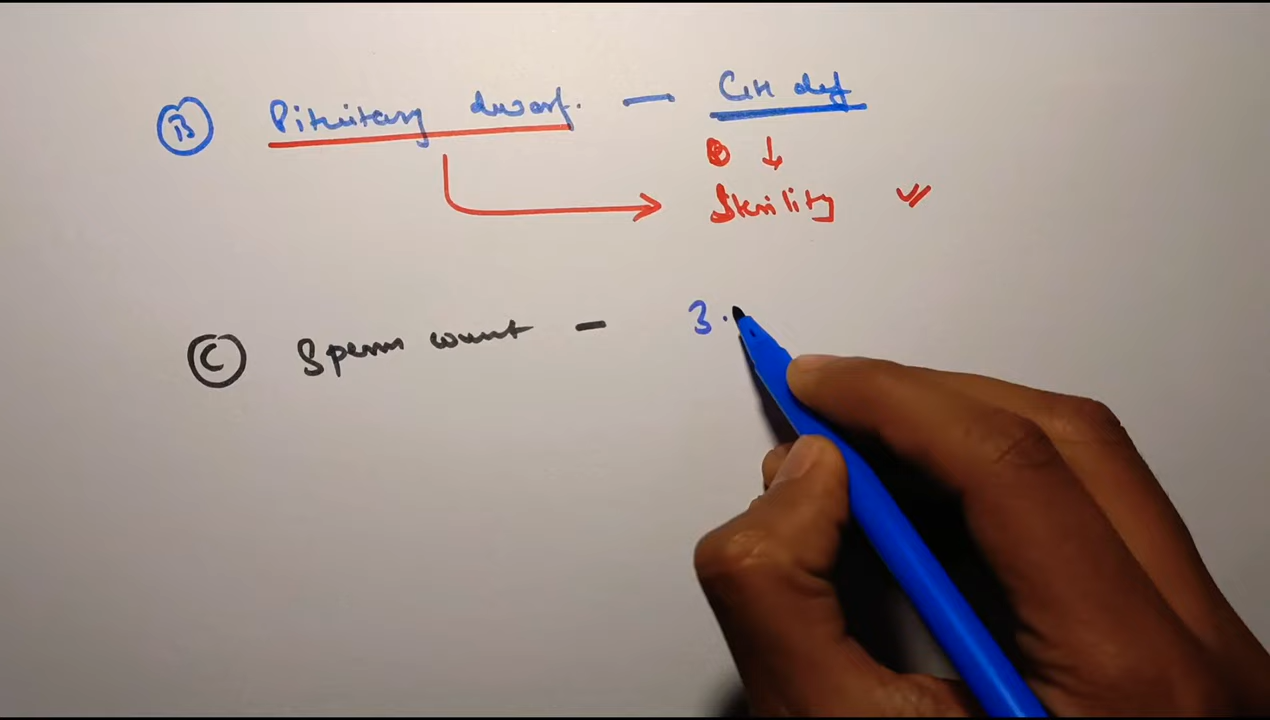 B Pituitary dwarf. — GH def
↓
→ Sterility
C Sperm count — 3.